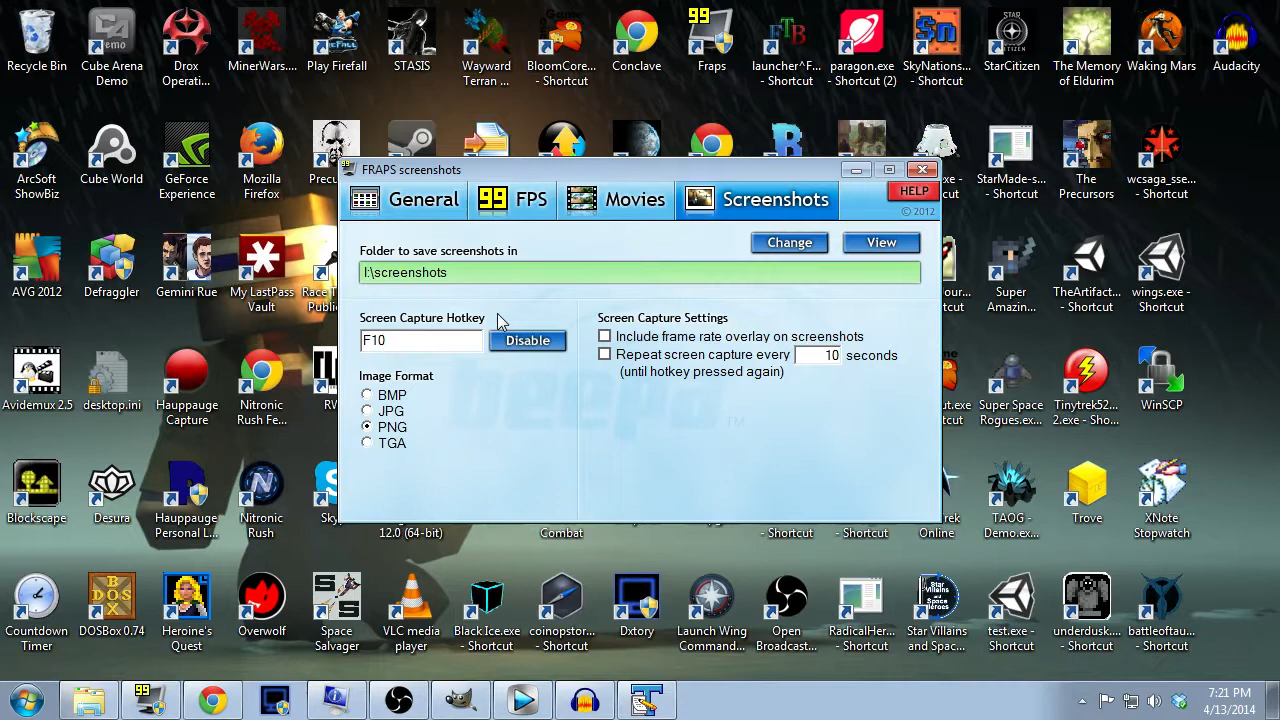 Recycle Bin
Cube Arena
Demo
Drox
Operati...
MinerWars....
Play Firefall
STASIS
Wayward
Terran ...
BloomCore...
- Shortcut
Conclave
Fraps
launcher^F...
- Shortcut
paragon.exe
- Shortcut (2)
SkyNations...
- Shortcut
StarCitizen
The Memory
of Eldurim
Waking Mars
Audacity
ArcSoft
ShowBiz
Cube World
GeForce
Experience
Mozilla
Firefox
Precu
StarMade-s...
- Shortcut
The
Precursors
wcsaga_sse...
- Shortcut
FRAPS screenshots
General
99 FPS
Movies
Screenshots
HELP
© 2012
Folder to save screenshots in
Change
View
I:\screenshots
Screen Capture Hotkey
F10
Disable
Screen Capture Settings
Include frame rate overlay on screenshots
Repeat screen capture every 10 seconds
(until hotkey pressed again)
Image Format
BMP
JPG
PNG
TGA
AVG 2012
Defraggler
Gemini Rue
My LastPass
Vault
Race T
Public
Super
Amazin...
TheArtifact...
- Shortcut
wings.exe -
Shortcut
Avidemux 2.5
desktop.ini
Hauppauge
Capture
Nitronic
Rush Fe...
RW
Super Space
Rogues.ex...
Tinytrek52...
2.exe - Sho...
WinSCP
Blockscape
Desura
Hauppauge
Personal L...
Nitronic
Rush
Sky
12.0 (64-bit)
Combat
- Shortcut
- Shortcut
Online
TAOG -
Demo.ex...
Trove
XNote
Stopwatch
Countdown
Timer
DOSBox 0.74
Heroine's
Quest
Overwolf
Space
Salvager
VLC media
player
Black Ice.exe
- Shortcut
coinopstor...
- Shortcut
Dxtory
Launch Wing
Command...
Open
Broadcast...
RadicalHer...
- Shortcut
Star Villains
and Spac...
test.exe -
Shortcut
underdusk....
- Shortcut
battleoftau...
- Shortcut
7:21 PM
4/13/2014